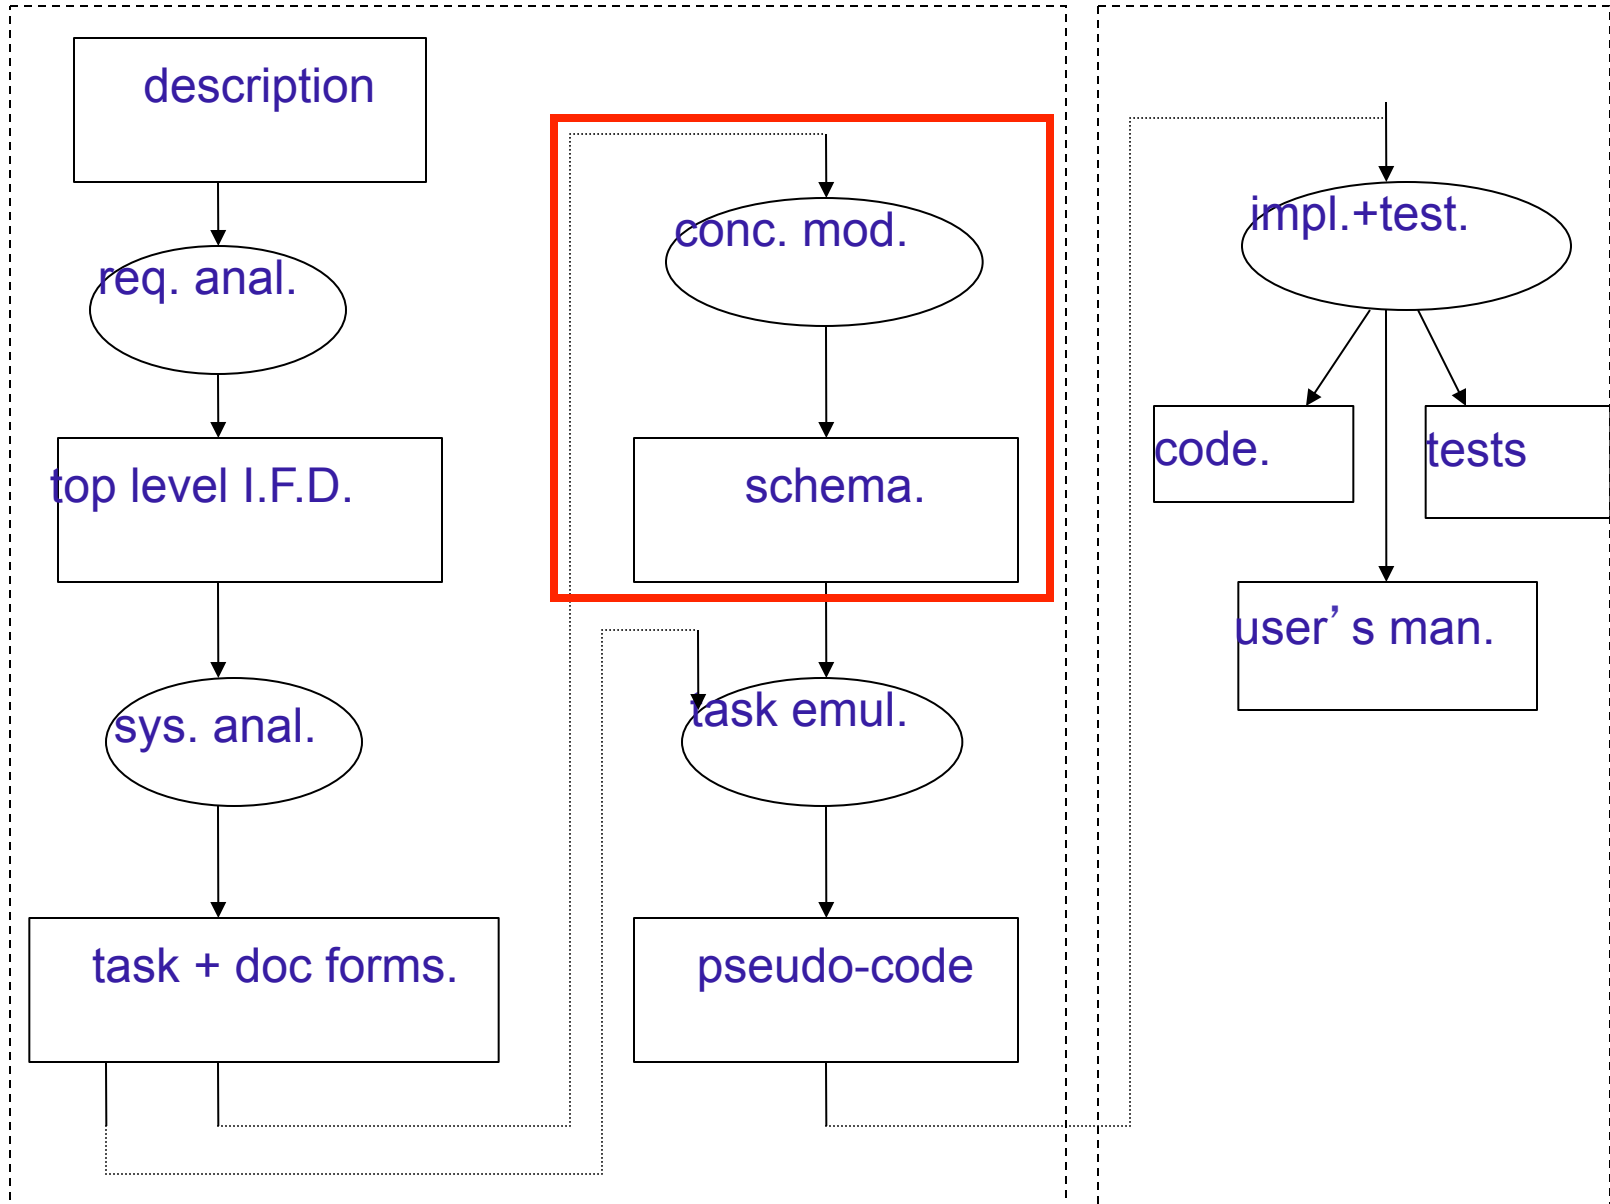 description
req. anal.
top level I.F.D.
sys. anal.
task + doc forms.
conc. mod.
schema.
task emul.
pseudo-code
impl.+test.
code.
tests
user’s man.